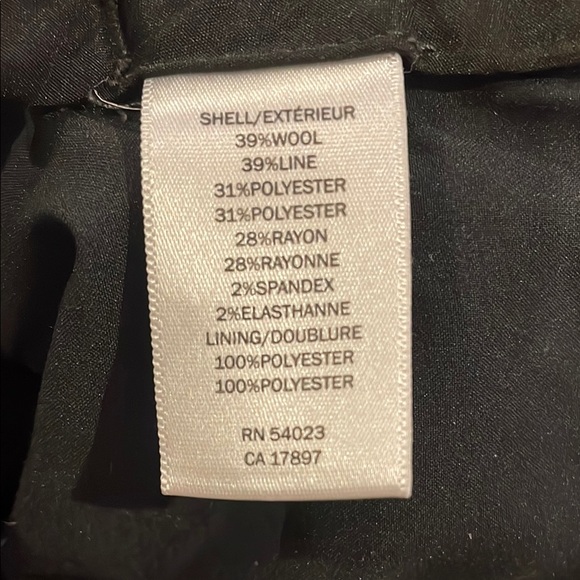 SHELL/EXTÉRIEUR
39%WOOL
39%LINE
31%POLYESTER
31%POLYESTER
28%RAYON
28%RAYONNE
2%SPANDEX
2%ELASTHANNE
LINING/DOUBLURE
100%POLYESTER
100%POLYESTER
RN 54023
CA 17897